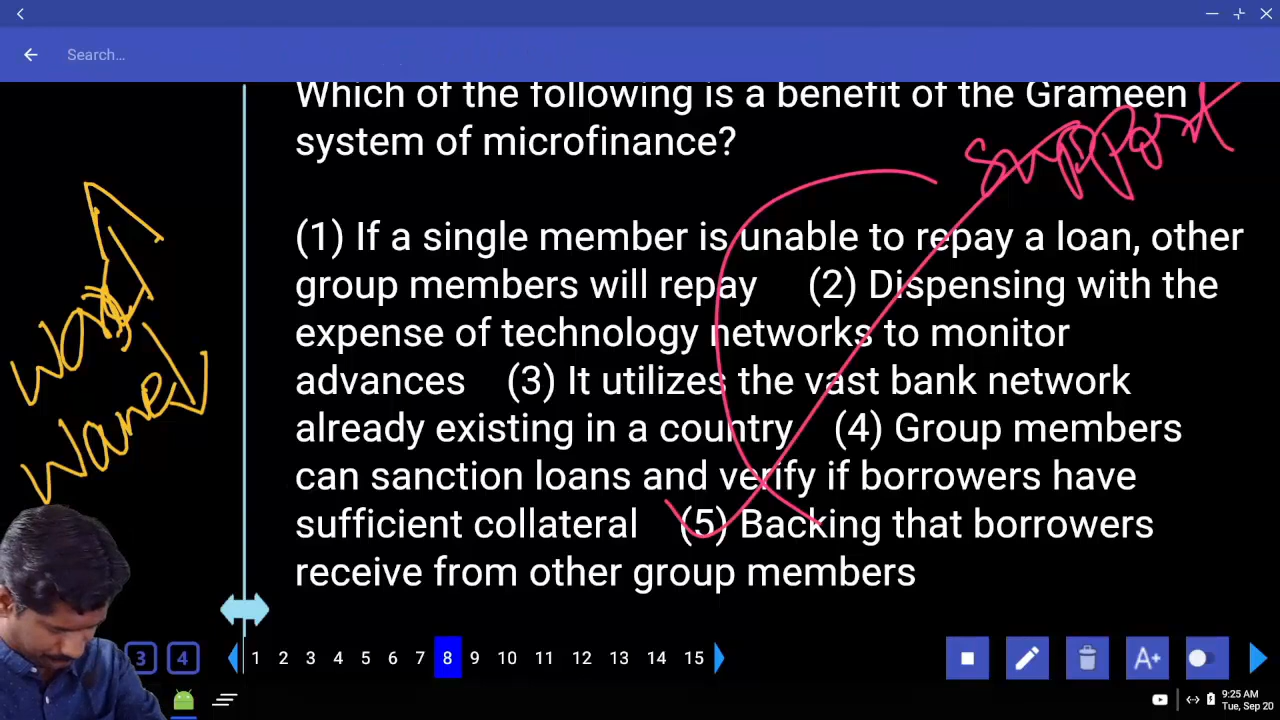 Search...
Which of the following is a benefit of the Grameen
system of microfinance?
support
(1) If a single member is unable to repay a loan, other
group members will repay (2) Dispensing with the
expense of technology networks to monitor
advances (3) It utilizes the vast bank network
already existing in a country (4) Group members
can sanction loans and verify if borrowers have
sufficient collateral (5) Backing that borrowers
receive from other group members
Wane
3 4 1 2 3 4 5 6 7 8 9 10 11 12 13 14 15 A+
9:25 AM
Tue, Sep 20